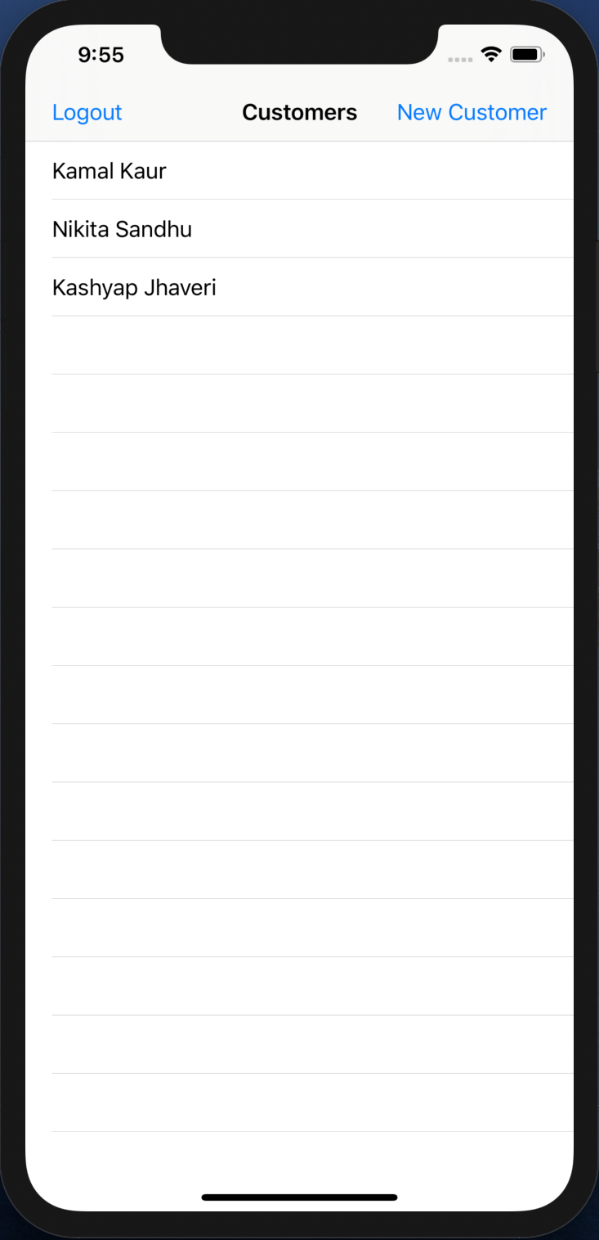 9:55
Logout Customers New Customer
Kamal Kaur
Nikita Sandhu
Kashyap Jhaveri